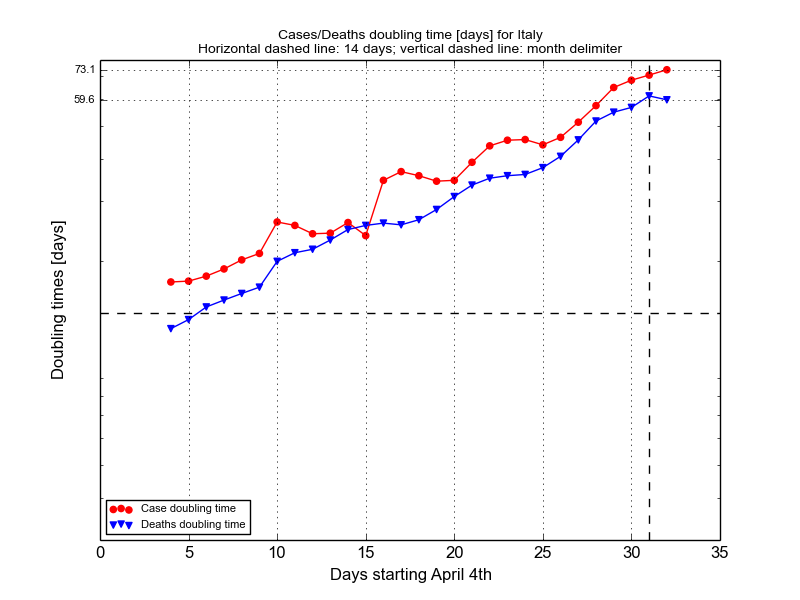 Cases/Deaths doubling time [days] for Italy
Horizontal dashed line: 14 days; vertical dashed line: month delimiter
73.1
59.6
Doubling times [days]
Case doubling time
Deaths doubling time
0 5 10 15 20 25 30 35
Days starting April 4th